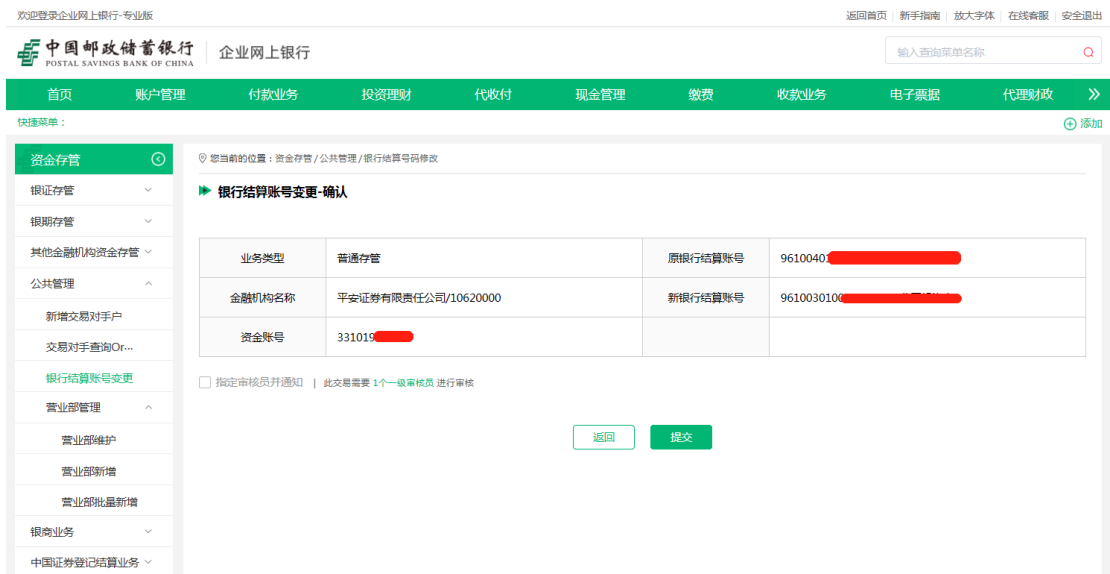 欢迎登录企业网上银行-专业版
返回首页 新手指南 放大字体 在线客服 安全退出
中国邮政储蓄银行
POSTAL SAVINGS BANK OF CHINA
企业网上银行
输入查询菜单名称
首页 账户管理 付款业务 投资理财 代收付 现金管理 缴费 收款业务 电子票据 代理财政
快捷菜单：
添加
资金存管
银证存管
银期存管
其他金融机构资金存管
公共管理
新增交易对手户
交易对手查询Or···
银行结算账号变更
营业部管理
营业部维护
营业部新增
营业部批量新增
银商业务
中国证券登记结算业务
您当前的位置：资金存管/公共管理/银行结算号码修改
银行结算账号变更-确认
业务类型 普通存管 原银行结算账号 9610040
金融机构名称 平安证券有限责任公司/10620000 新银行结算账号 961003010
资金账号 331019
指定审核员并通知 | 此交易需要 1个一级审核员 进行审核
返回 提交